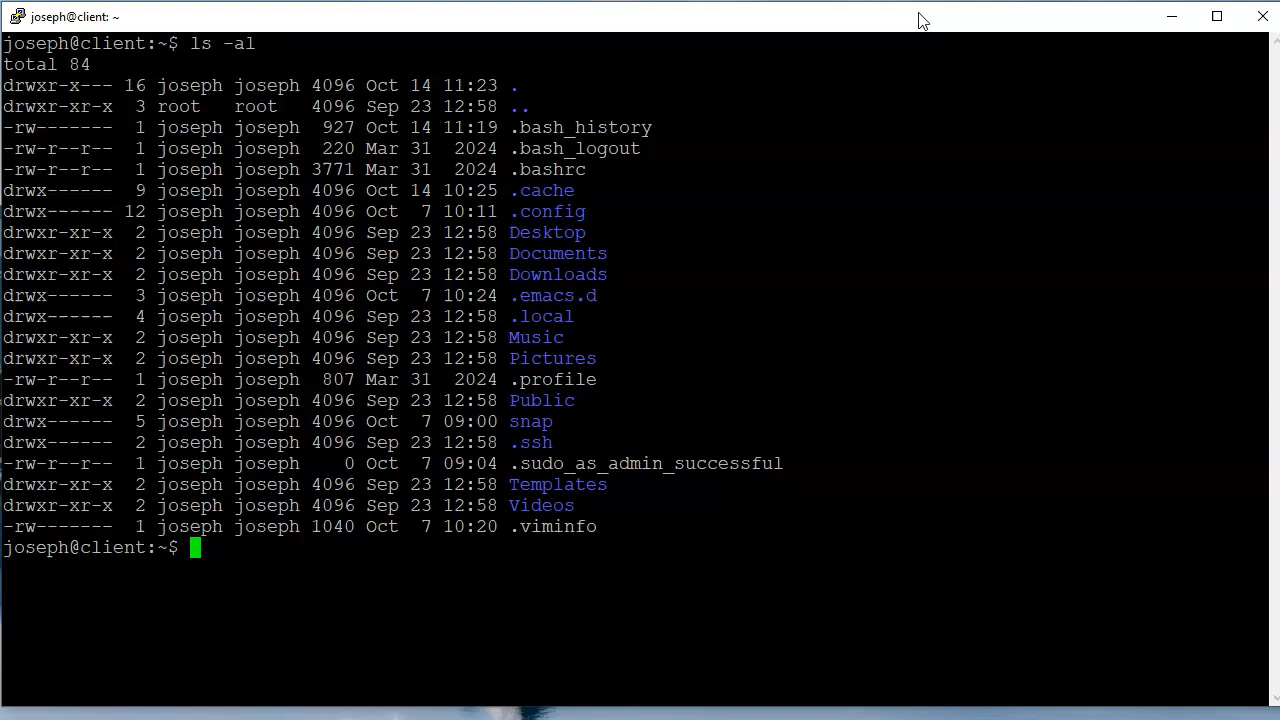 joseph@client: ~
joseph@client:~$ ls -al
total 84
drwxr-x--- 16 joseph joseph 4096 Oct 14 11:23 .
drwxr-xr-x  3 root   root   4096 Sep 23 12:58 ..
-rw-------  1 joseph joseph  927 Oct 14 11:19 .bash_history
-rw-r--r--  1 joseph joseph  220 Mar 31  2024 .bash_logout
-rw-r--r--  1 joseph joseph 3771 Mar 31  2024 .bashrc
drwx------  9 joseph joseph 4096 Oct 14 10:25 .cache
drwx------ 12 joseph joseph 4096 Oct  7 10:11 .config
drwxr-xr-x  2 joseph joseph 4096 Sep 23 12:58 Desktop
drwxr-xr-x  2 joseph joseph 4096 Sep 23 12:58 Documents
drwxr-xr-x  2 joseph joseph 4096 Sep 23 12:58 Downloads
drwx------  3 joseph joseph 4096 Oct  7 10:24 .emacs.d
drwx------  4 joseph joseph 4096 Sep 23 12:58 .local
drwxr-xr-x  2 joseph joseph 4096 Sep 23 12:58 Music
drwxr-xr-x  2 joseph joseph 4096 Sep 23 12:58 Pictures
-rw-r--r--  1 joseph joseph  807 Mar 31  2024 .profile
drwxr-xr-x  2 joseph joseph 4096 Sep 23 12:58 Public
drwx------  5 joseph joseph 4096 Oct  7 09:00 snap
drwx------  2 joseph joseph 4096 Sep 23 12:58 .ssh
-rw-r--r--  1 joseph joseph    0 Oct  7 09:04 .sudo_as_admin_successful
drwxr-xr-x  2 joseph joseph 4096 Sep 23 12:58 Templates
drwxr-xr-x  2 joseph joseph 4096 Sep 23 12:58 Videos
-rw-------  1 joseph joseph 1040 Oct  7 10:20 .viminfo
joseph@client:~$